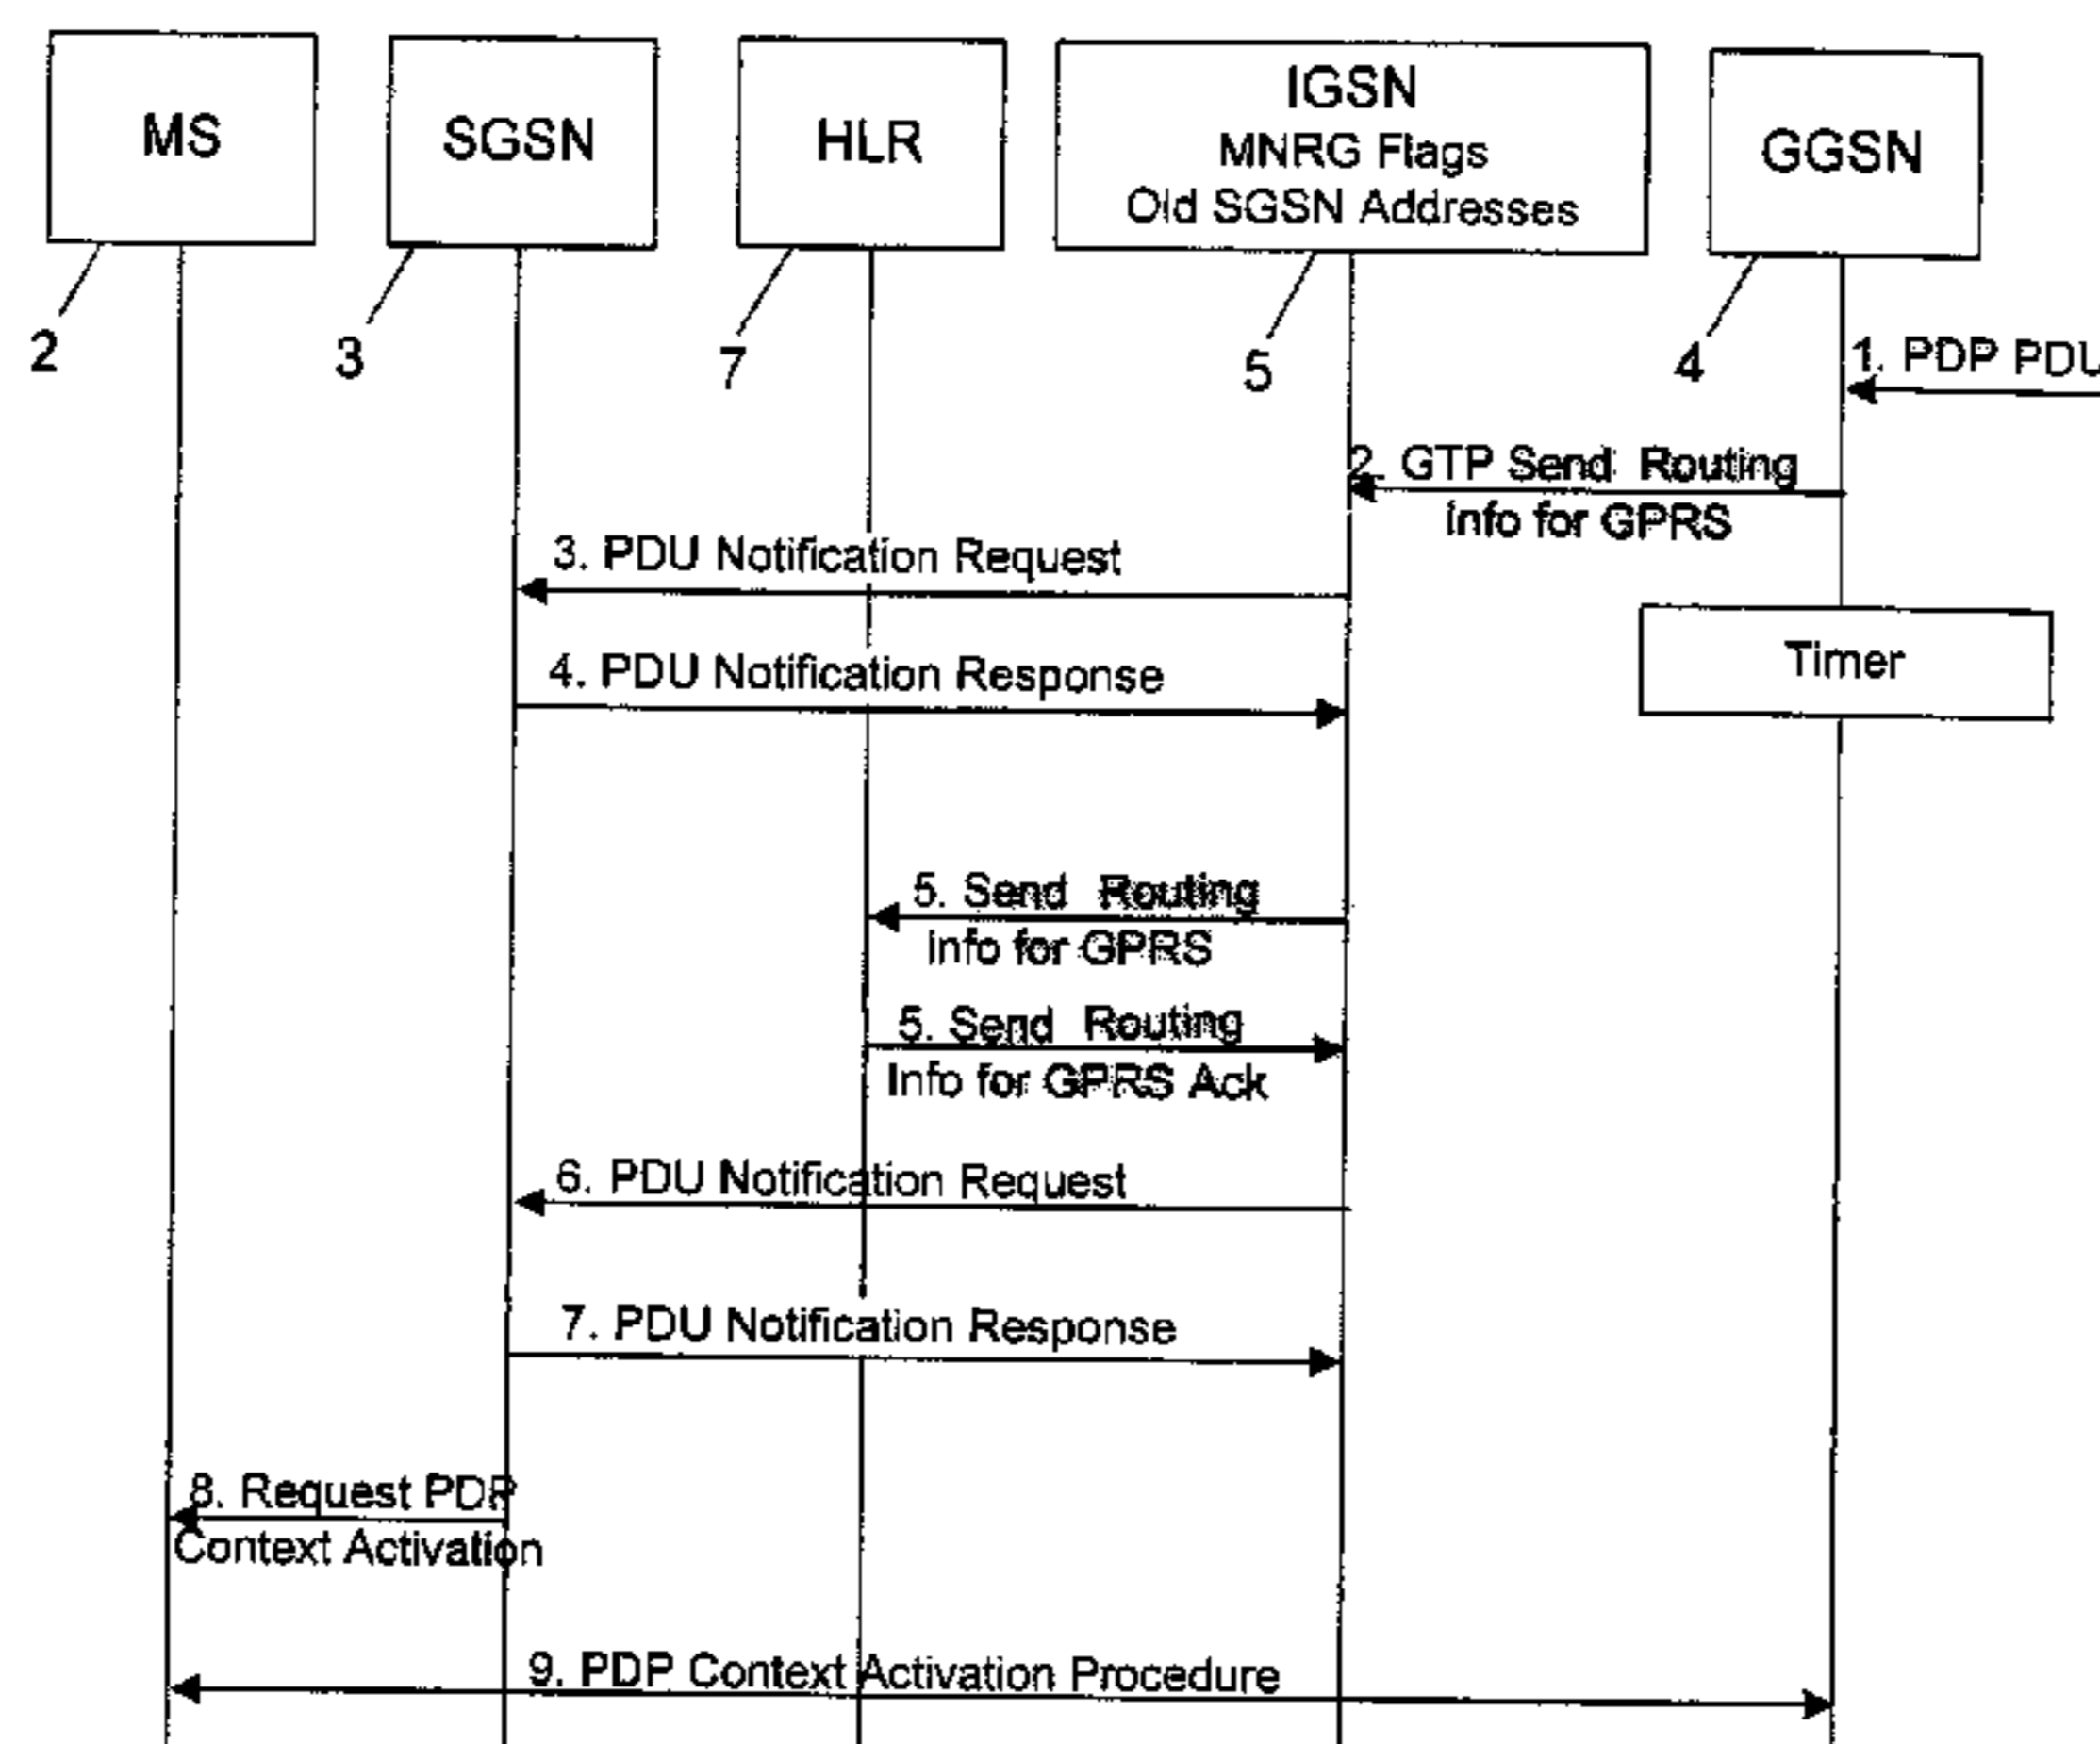 MS
SGSN
HLR
IGSN
MNRG Flags
Old SGSN Addresses
GGSN
2
3
7
5
4
1. PDP PDU
2. GTP Send Routing
Info for GPRS
3. PDU Notification Request
Timer
4. PDU Notification Response
5. Send Routing
Info for GPRS
5. Send Routing
Info for GPRS Ack
6. PDU Notification Request
7. PDU Notification Response
8. Request PDP
Context Activation
9. PDP Context Activation Procedure